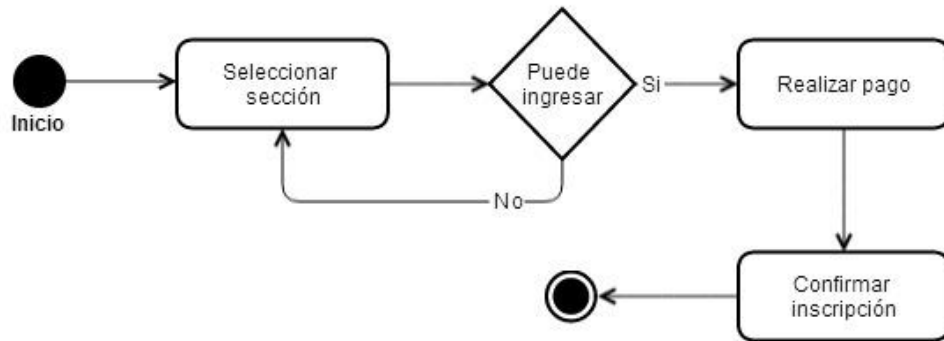 Inicio
Seleccionar
sección
Puede
ingresar
Si
No
Realizar pago
Confirmar
inscripción